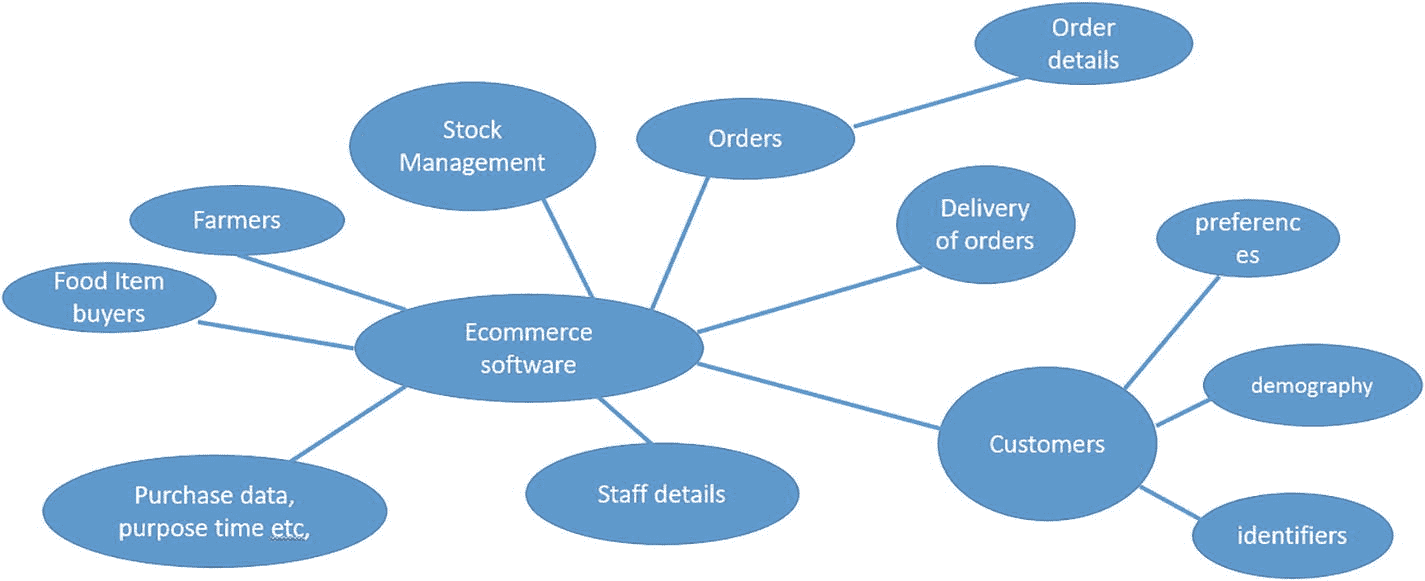 Order
details
Stock
Management
Orders
Farmers
Delivery
of orders
preferenc
es
Food Item
buyers
Ecommerce
software
demography
Customers
Purchase data,
purpose time etc,
Staff details
identifiers